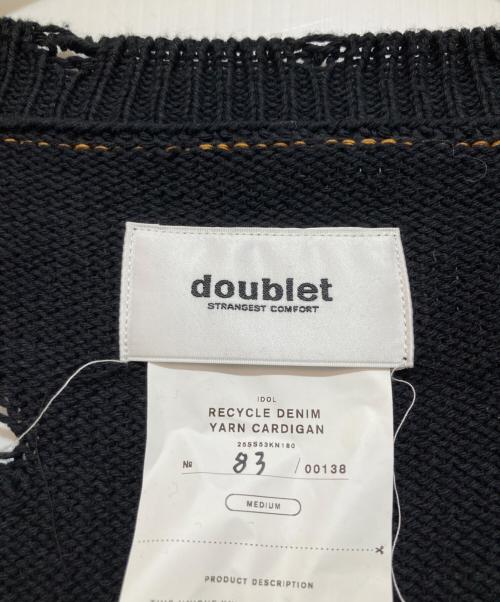 doublet
STRANGEST COMFORT
IDOL
RECYCLE DENIM
YARN CARDIGAN
25SS53KN180
№ 83 /00138
MEDIUM
PRODUCT DESCRIPTION